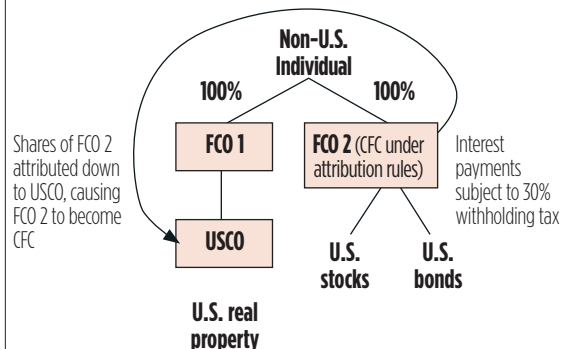 Non-U.S.
Individual
100%
100%
Shares of FCO 2
attributed down
to USCO, causing
FCO 2 to become
CFC
FCO 1
FCO 2 (CFC under
attribution rules)
Interest
payments
subject to 30%
withholding tax
USCO
U.S.
stocks
U.S.
bonds
U.S. real
property